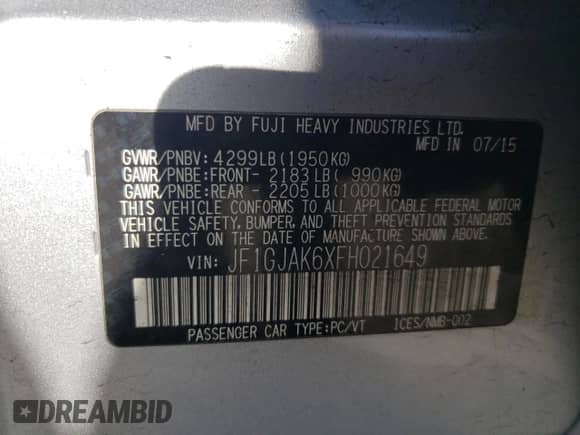 MFD BY FUJI HEAVY INDUSTRIES LTD.
MFD IN 07/15
GVWR/PNBV: 4299LB(1950KG)
GAWR/PNBE:FRONT- 2183LB( 990KG)
GAWR/PNBE:REAR - 2205LB(1000KG)
THIS VEHICLE CONFORMS TO ALL APPLICABLE FEDERAL MOTOR
VEHICLE SAFETY, BUMPER, AND THEFT PREVENTION STANDARDS
IN EFFECT ON THE DATE OF MANUFACTURE SHOWN ABOVE.
VIN: JF1GJAK6XFH021649
PASSENGER CAR TYPE:PC/VT ICES/NMB-002
DREAMBID